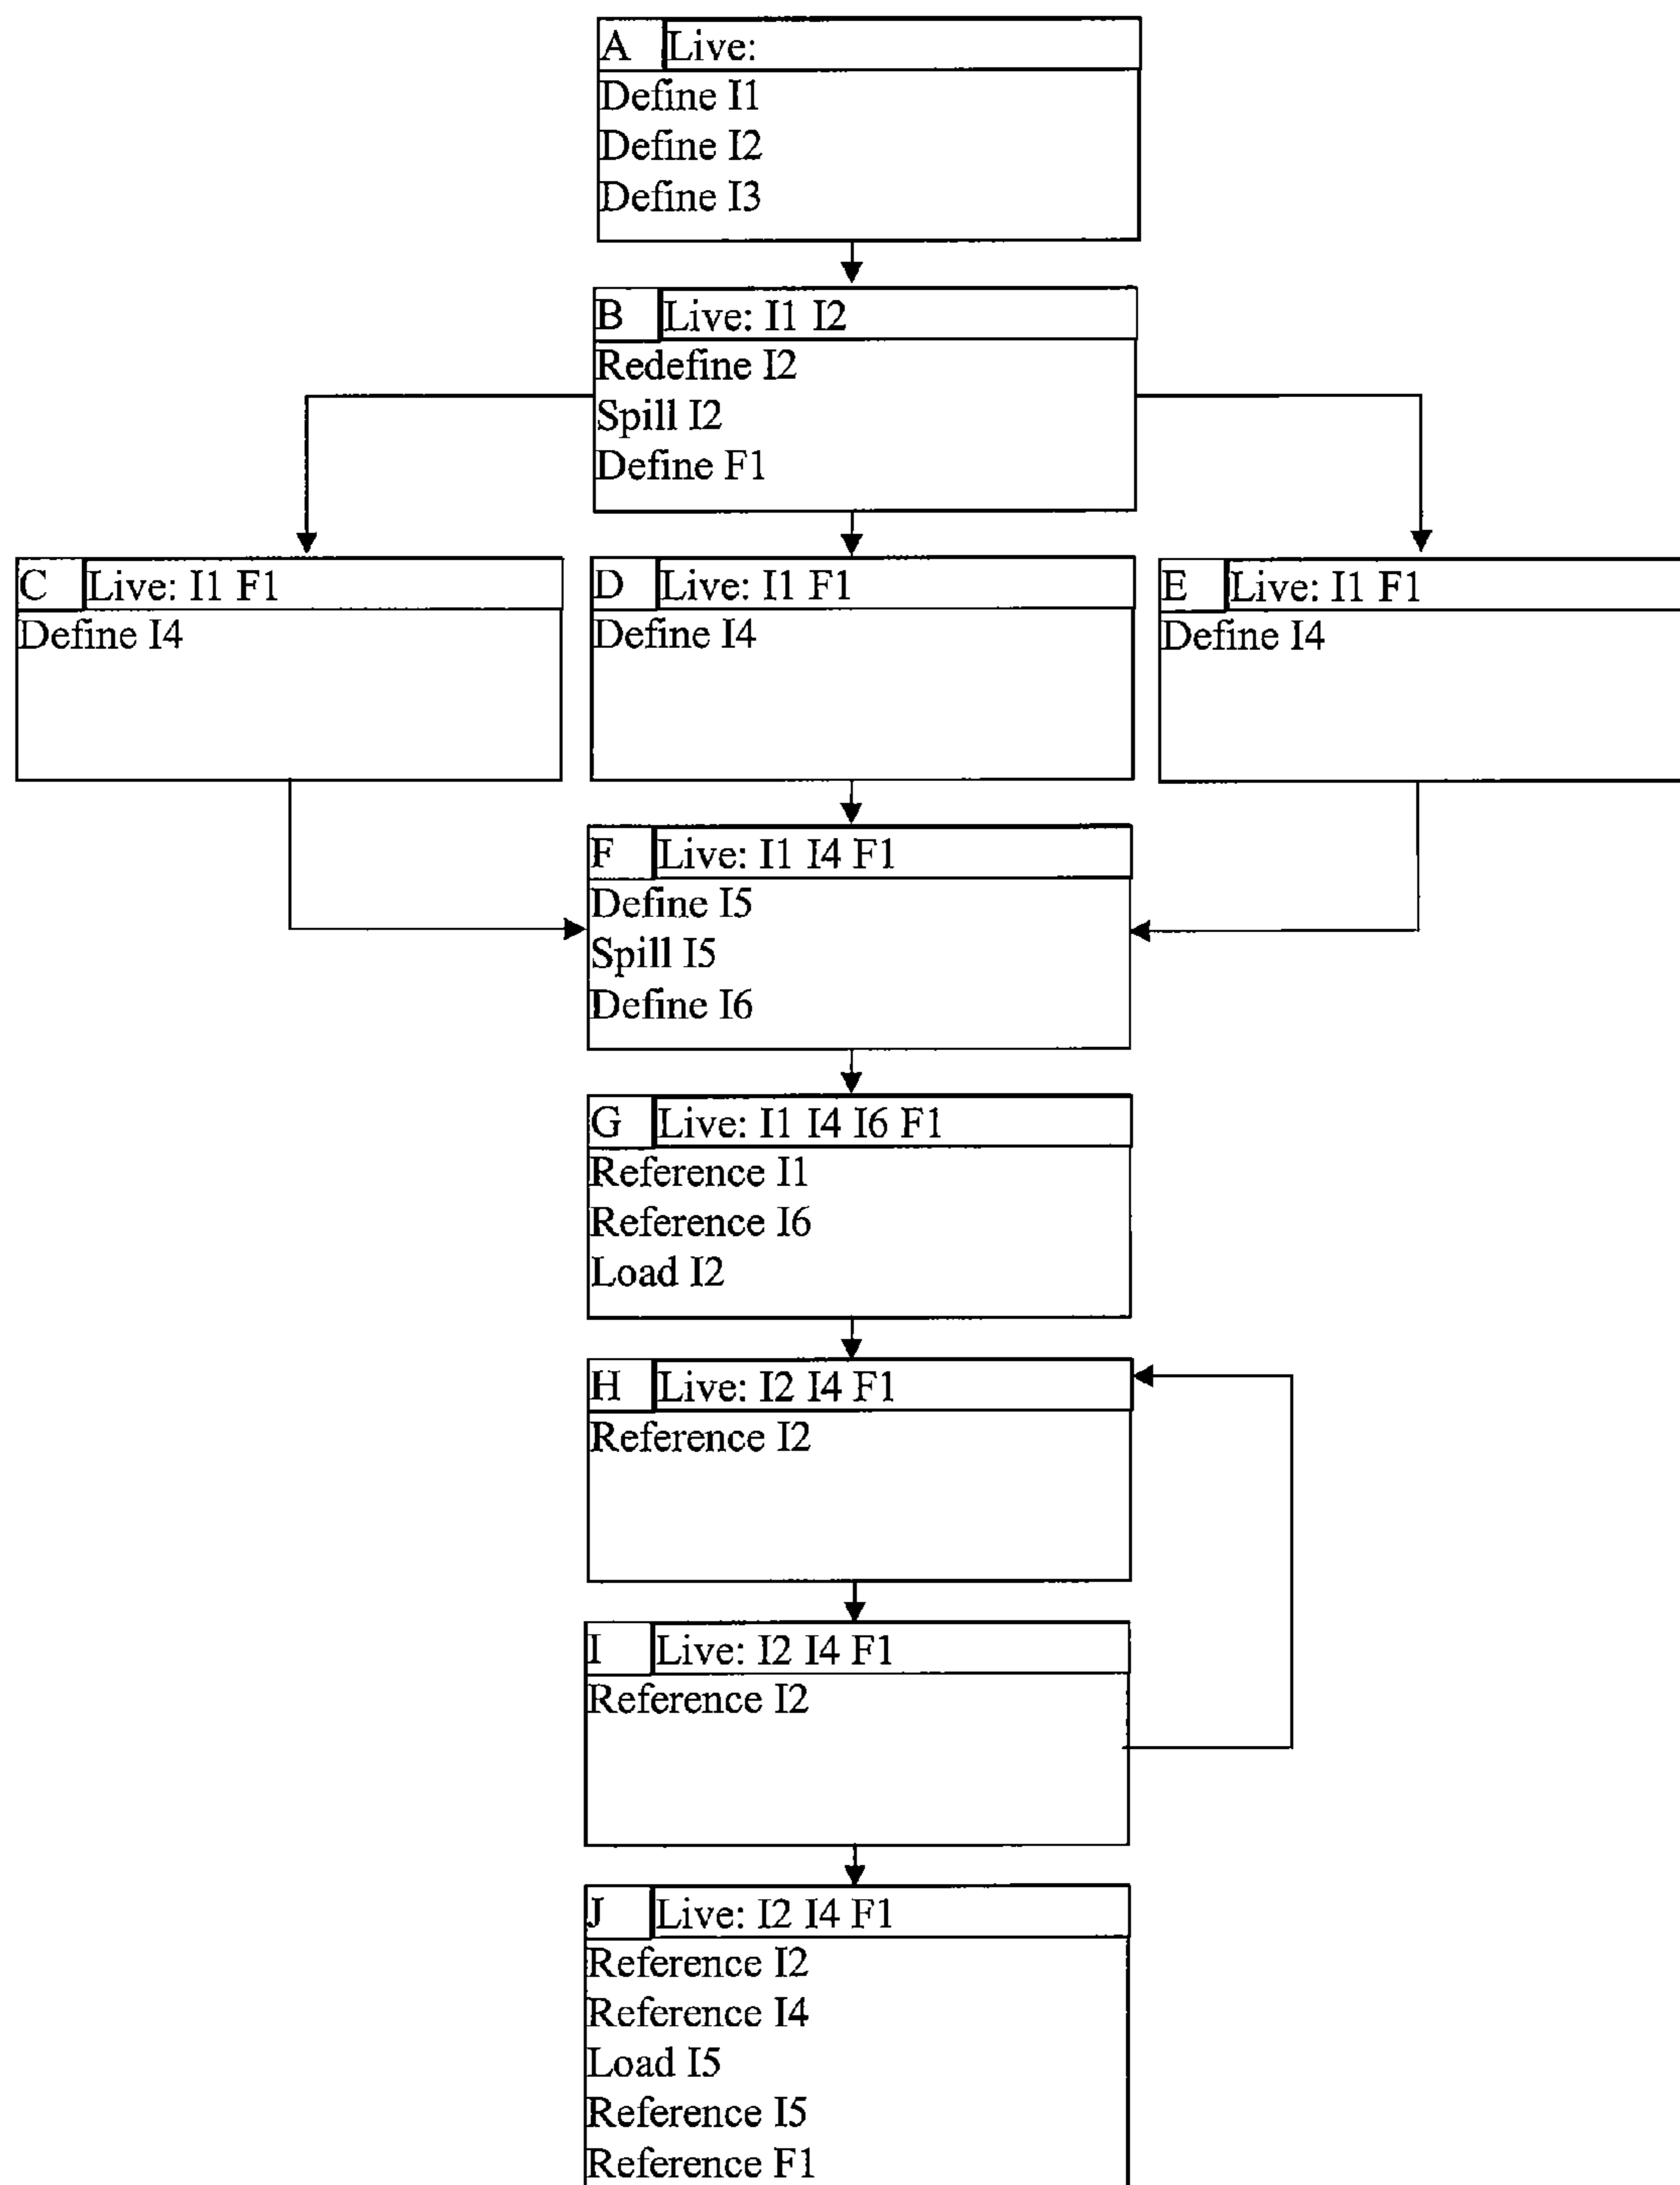 A Live:
Define I1
Define I2
Define I3
B Live: I1 I2
Redefine I2
Spill I2
Define F1
C Live: I1 F1
Define I4
D Live: I1 F1
Define I4
E Live: I1 F1
Define I4
F Live: I1 I4 F1
Define I5
Spill I5
Define I6
G Live: I1 I4 I6 F1
Reference I1
Reference I6
Load I2
H Live: I2 I4 F1
Reference I2
I Live: I2 I4 F1
Reference I2
J Live: I2 I4 F1
Reference I2
Reference I4
Load I5
Reference I5
Reference F1